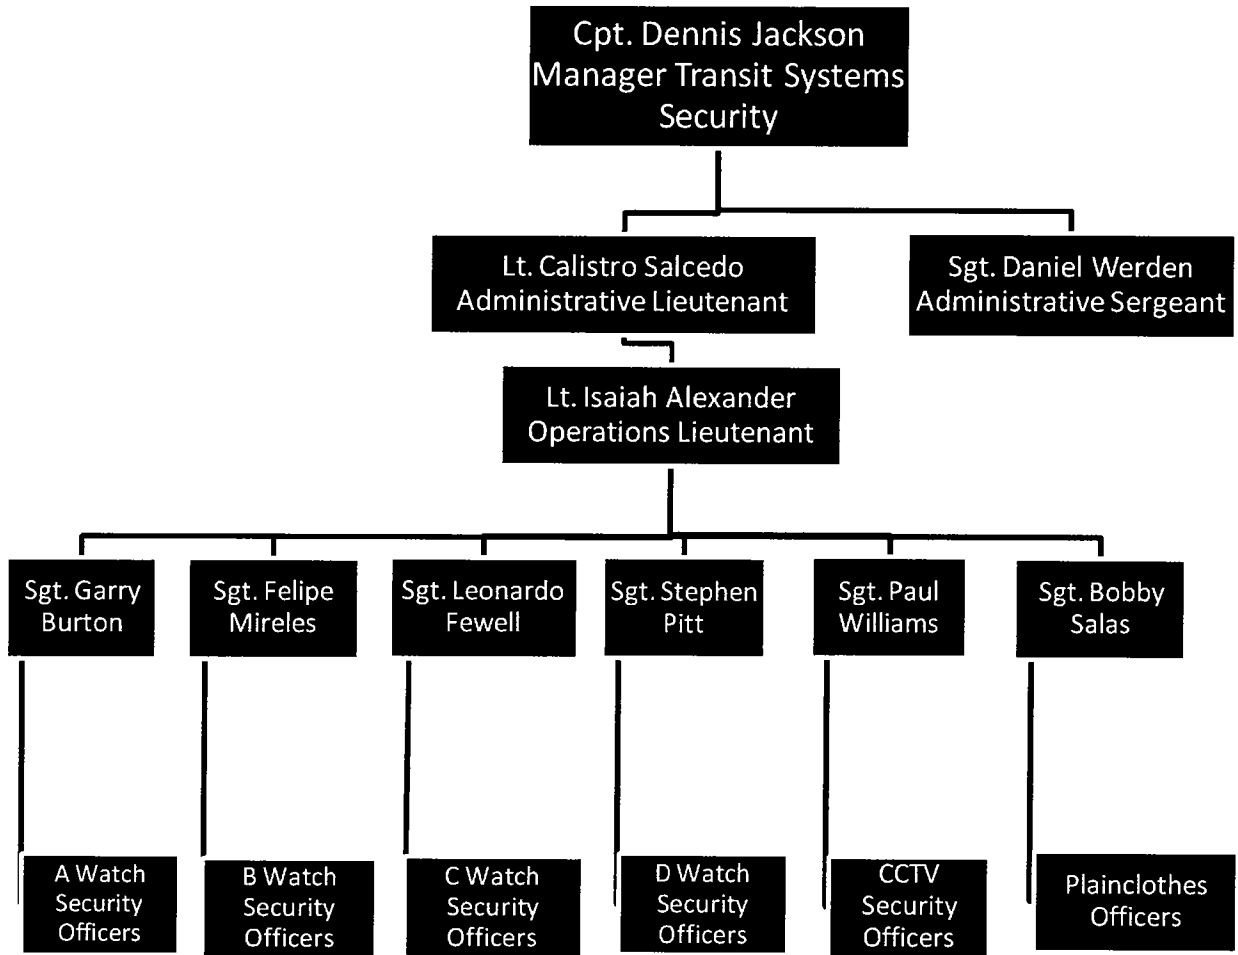 Cpt. Dennis Jackson
Manager Transit Systems
Security
Lt. Calistro Salcedo
Administrative Lieutenant
Sgt. Daniel Werden
Administrative Sergeant
Lt. Isaiah Alexander
Operations Lieutenant
Sgt. Garry
Burton
Sgt. Felipe
Mireles
Sgt. Leonardo
Fewell
Sgt. Stephen
Pitt
Sgt. Paul
Williams
Sgt. Bobby
Salas
A Watch
Security
Officers
B Watch
Security
Officers
C Watch
Security
Officers
D Watch
Security
Officers
CCTV
Security
Officers
Plainclothes
Officers